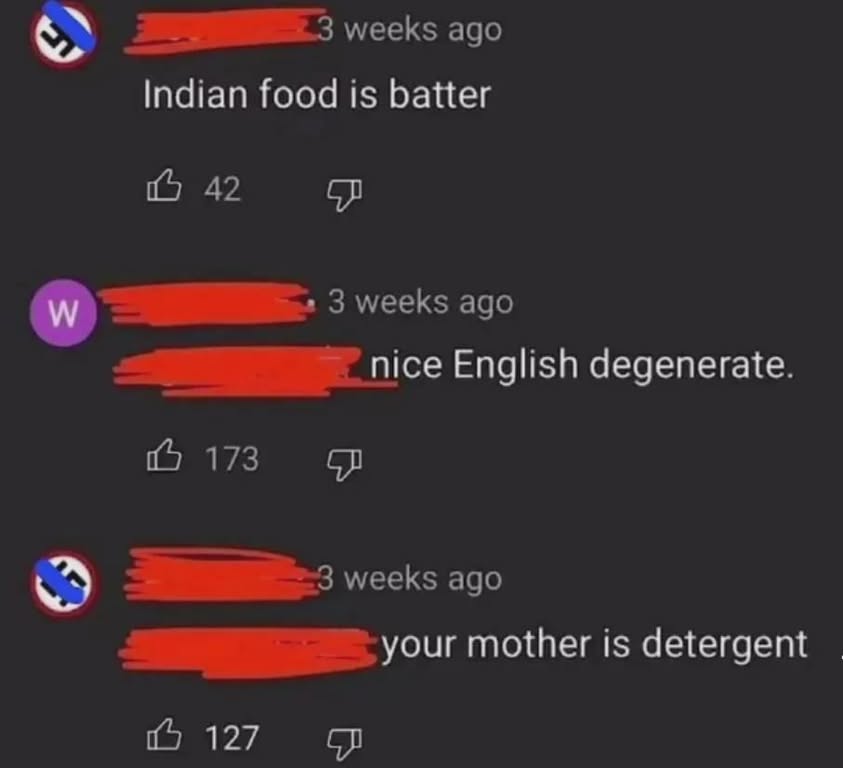 3 weeks ago
Indian food is batter
42
W
3 weeks ago
nice English degenerate.
173
3 weeks ago
your mother is detergent
127